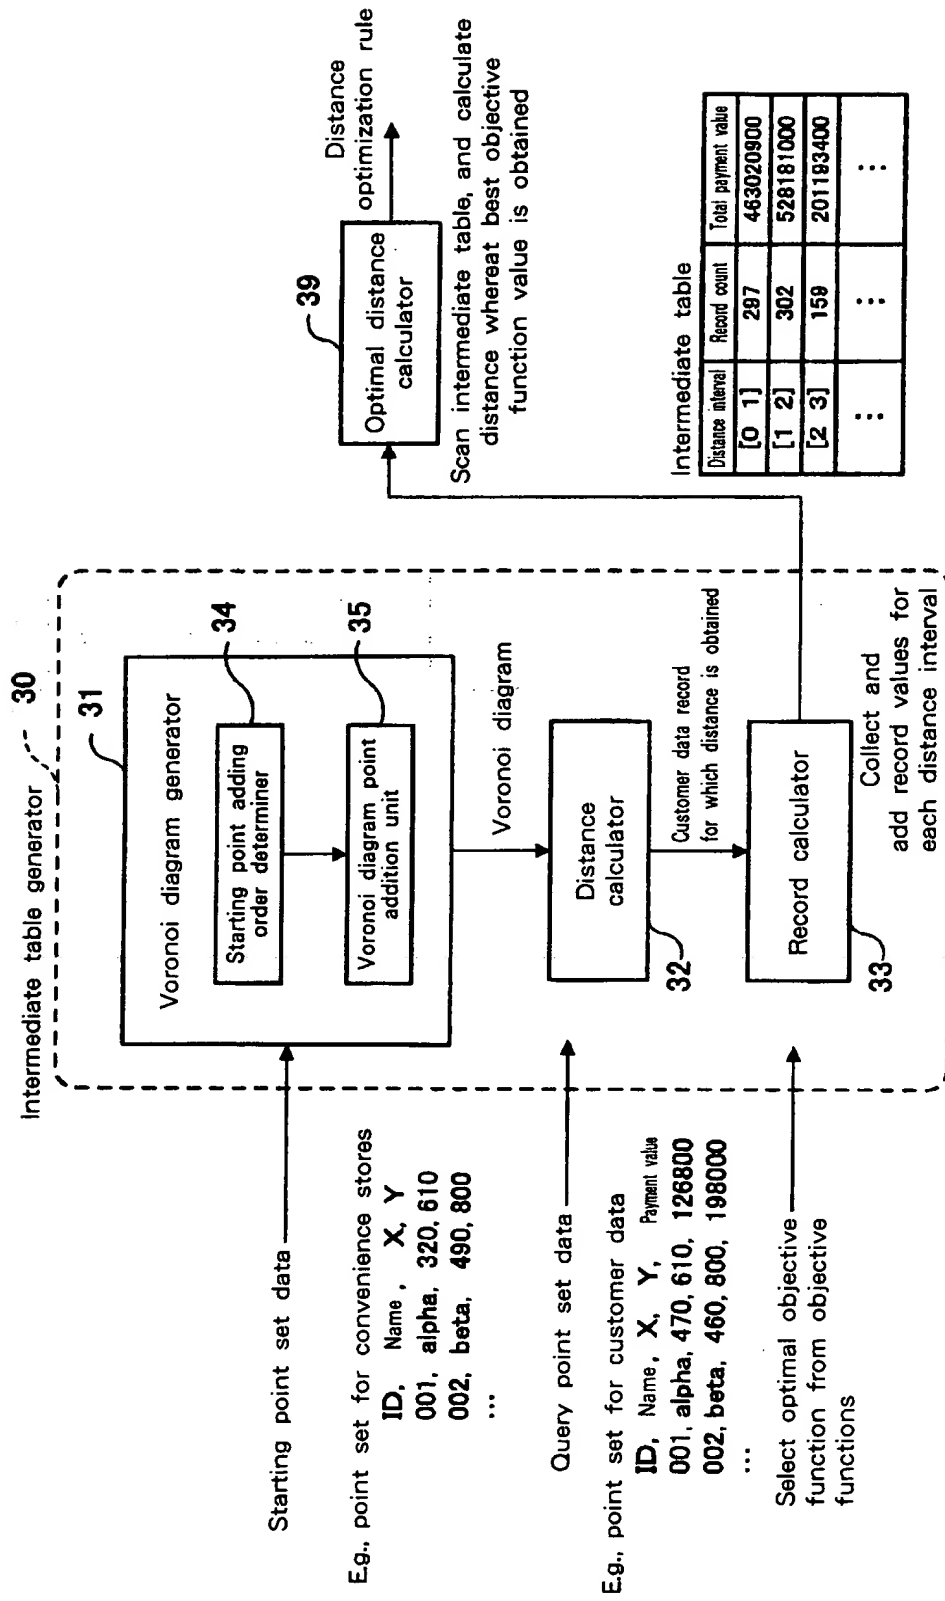 Intermediate table generator
30
31
Voronoi diagram generator
34
Starting point adding
order determiner
35
Voronoi diagram point
addition unit
Starting point set data
E.g., point set for convenience stores
ID, Name, X, Y
001, alpha, 320, 610
002, beta, 490, 800
...
Voronoi diagram
Query point set data
E.g., point set for customer data
ID, Name, X, Y, Payment value
001, alpha, 470, 610, 126800
002, beta, 460, 800, 198000
...
Distance
calculator
32
Customer data record
for which distance is obtained
Select optimal objective
function from objective
functions
Record calculator
33
Collect and
add record values for
each distance interval
39
Optimal distance
calculator
Distance
optimization rule
Scan intermediate table, and calculate
distance whereat best objective
function value is obtained
Intermediate table
Distance interval Record count Total payment value
[0 1] 297 463020900
[1 2] 302 528181000
[2 3] 159 201193400
... ... ...